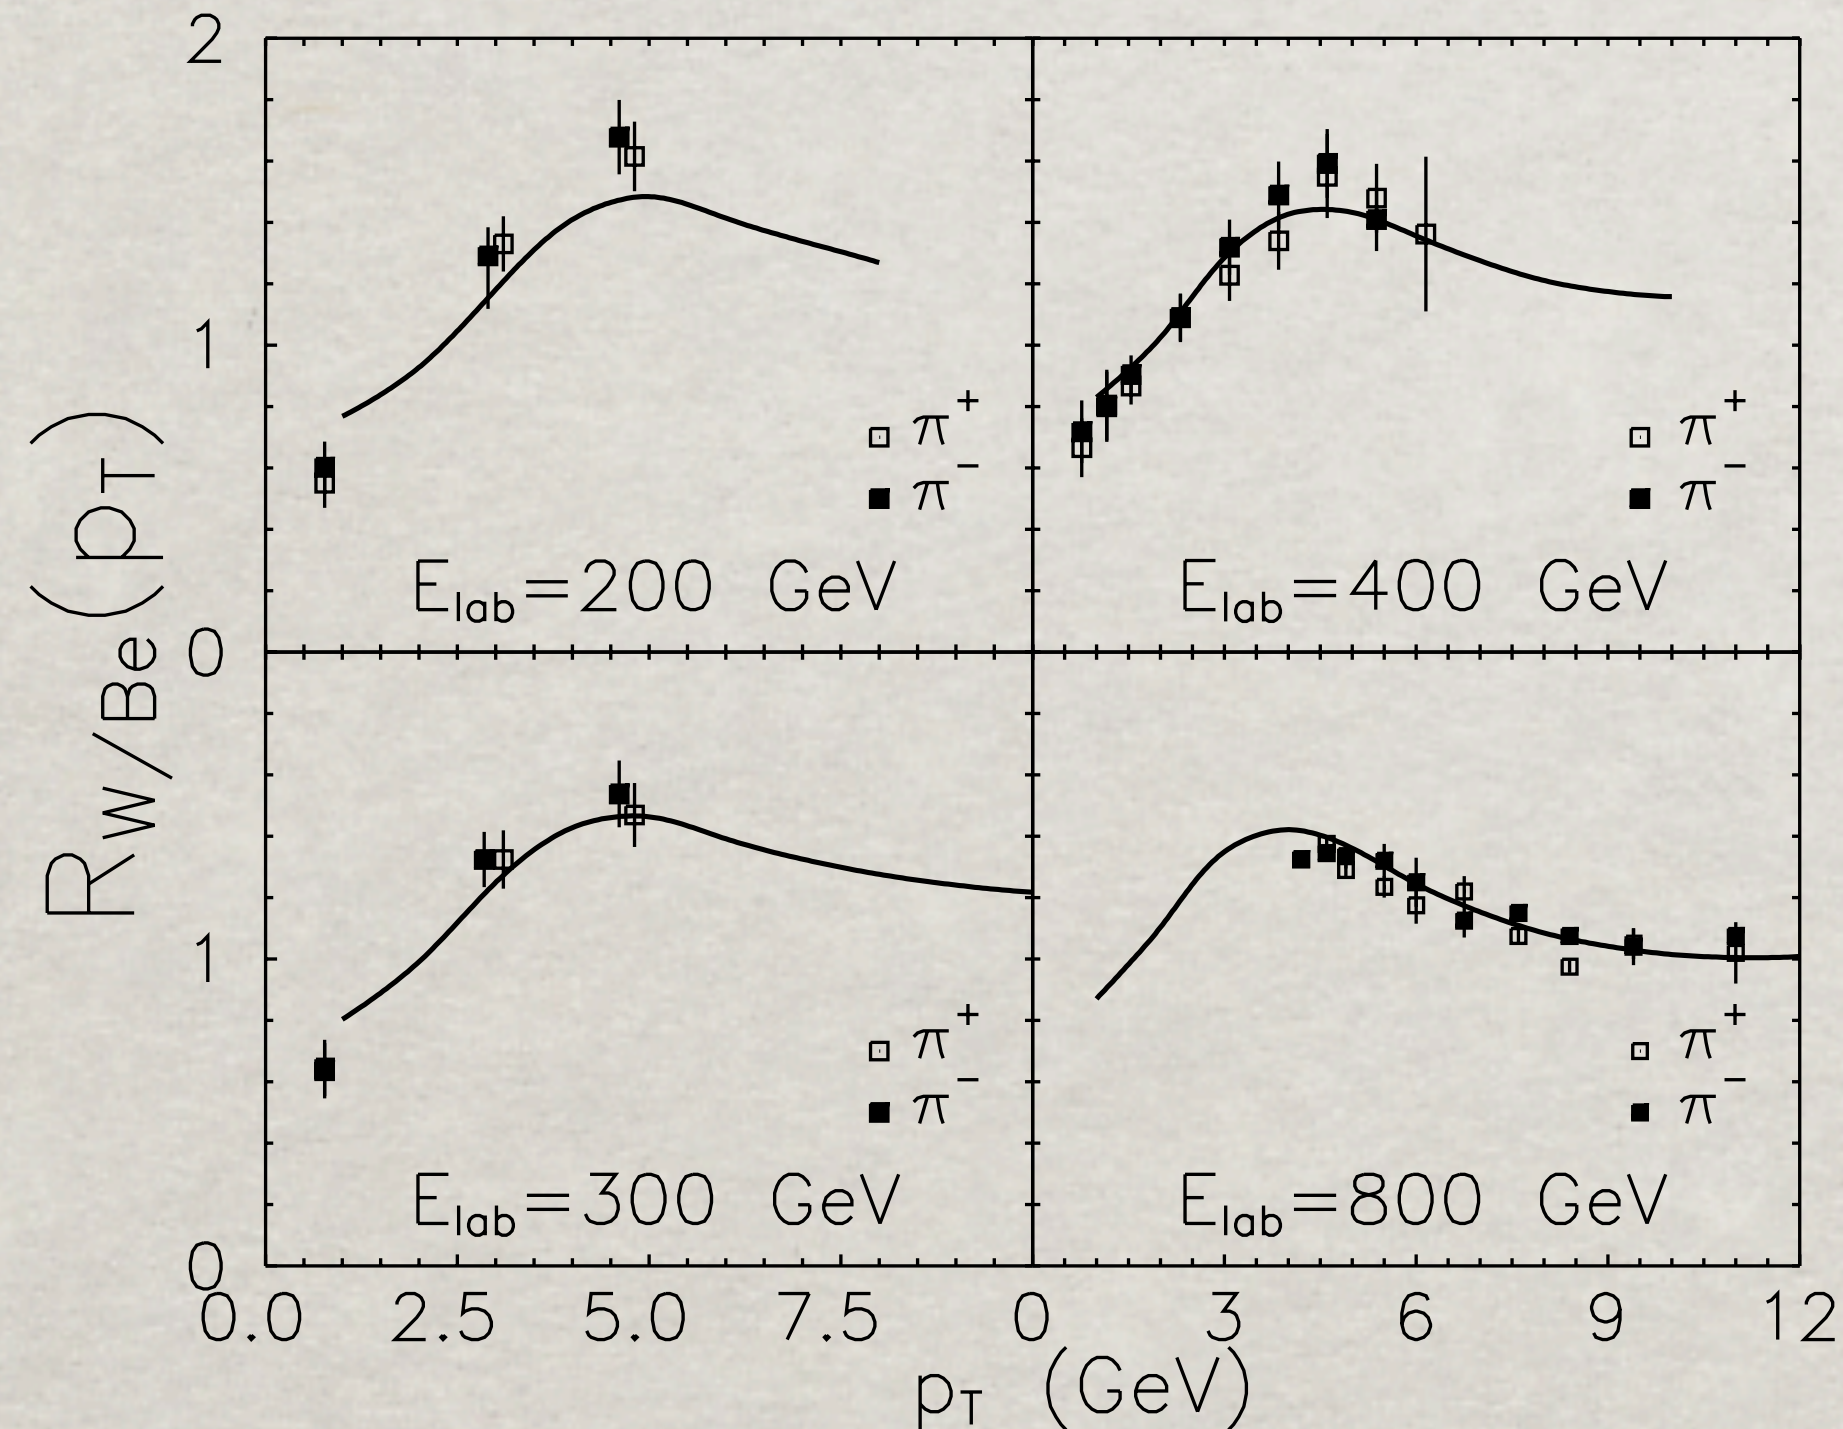 R_W/Be(p_T)
2
1
0
π⁺
π⁻
E_lab=200 GeV
π⁺
π⁻
E_lab=400 GeV
1
0
π⁺
π⁻
E_lab=300 GeV
π⁺
π⁻
E_lab=800 GeV
0.0 2.5 5.0 7.5 0 3 6 9 12
p_T (GeV)